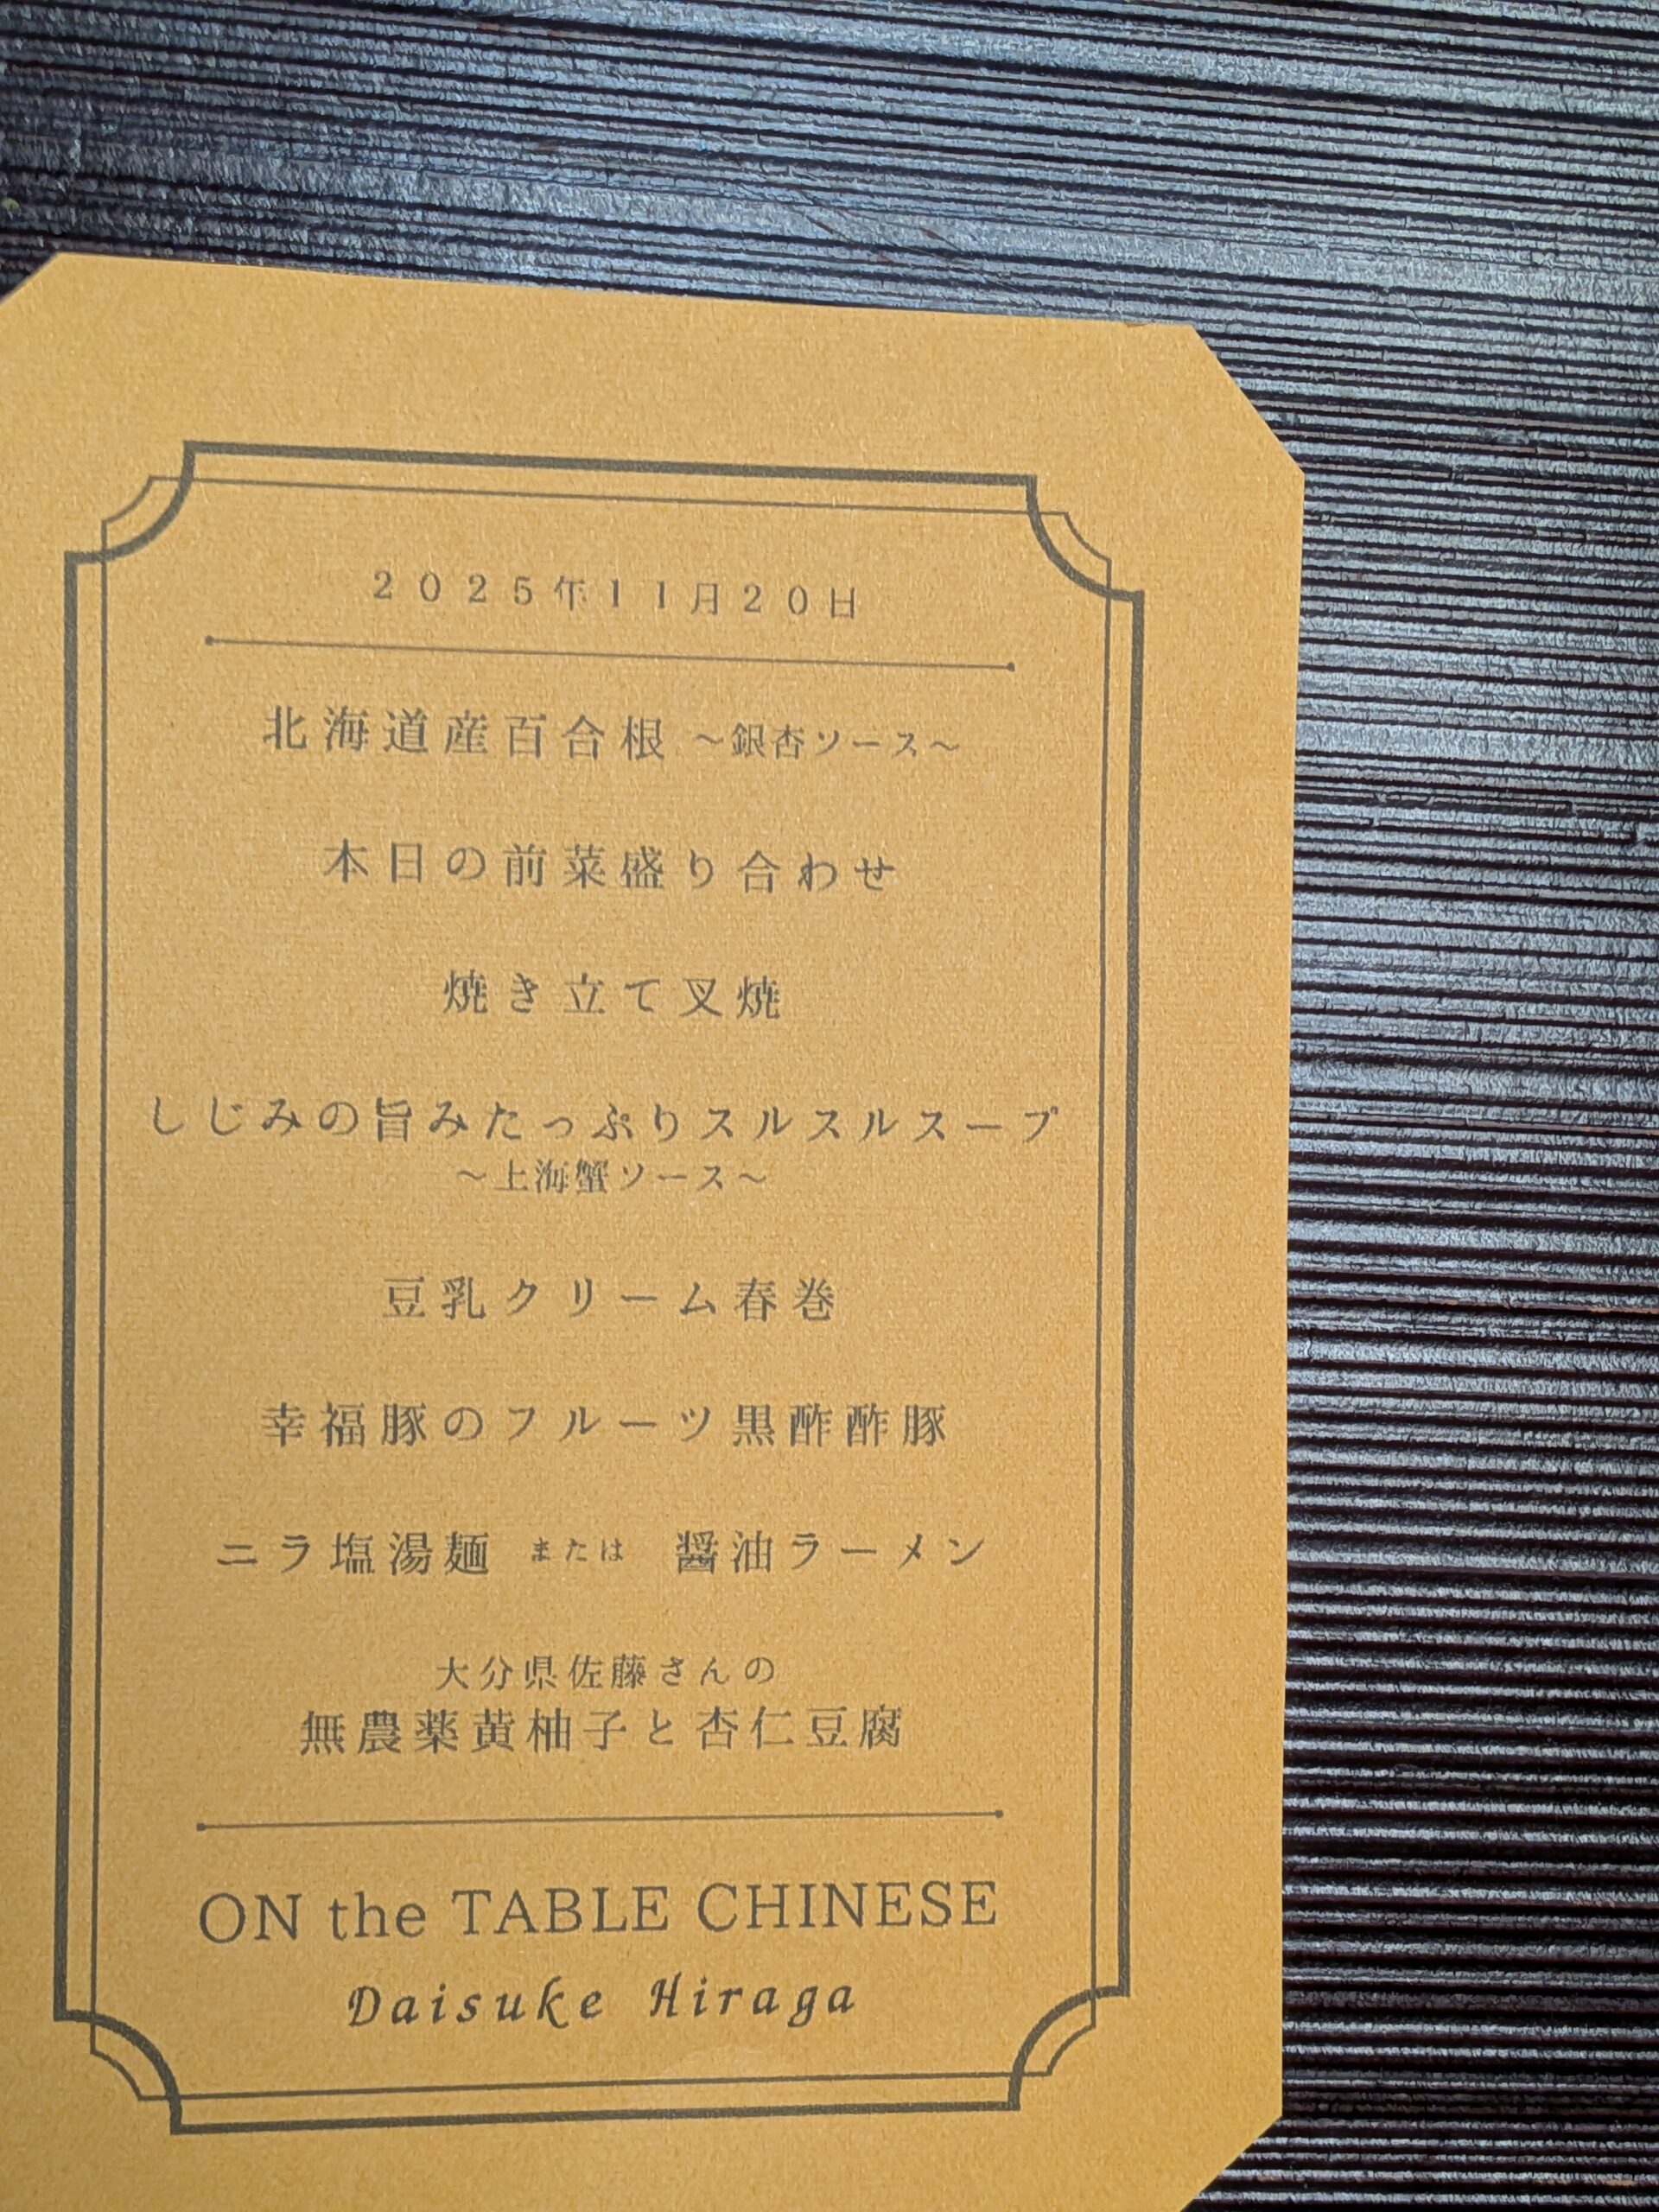 2025年11月20日
北海道産百合根 ～銀杏ソース～
本日の前菜盛り合わせ
焼き立て叉焼
しじみの旨みたっぷりスルスルスープ
～上海蟹ソース～
豆乳クリーム春巻
幸福豚のフルーツ黒酢酢豚
ニラ塩湯麺 または 醤油ラーメン
大分県佐藤さんの
無農薬黄柚子と杏仁豆腐
ON the TABLE CHINESE
Daisuke Hiraga